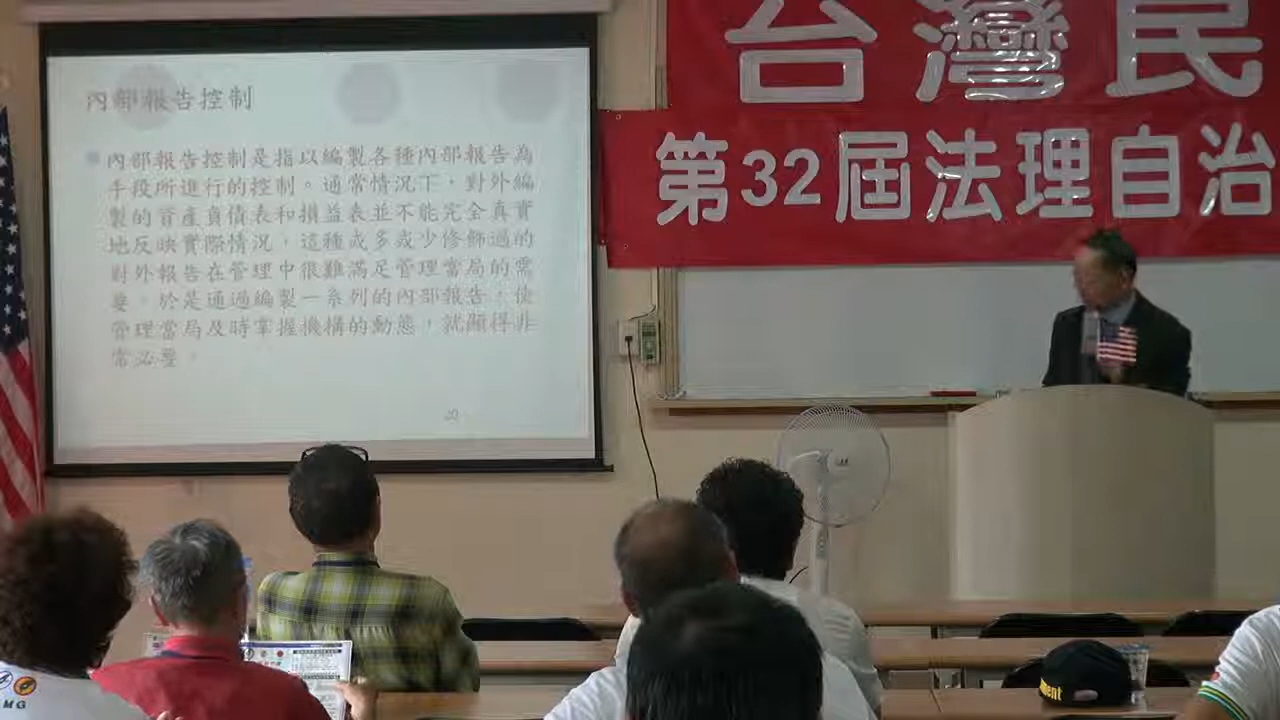 內部報告控制
內部報告控制是指以編製各種內部報告為
手段所進行的控制。通常情況下，對外編
製的資產負債表和損益表並不能完全真實
地反映實際情況，這種或多或少修飾過的
對外報告在管理中很難滿足管理當局的需
要。於是通過編製一系列的內部報告，使
管理當局及時掌握機構的動態，就顯得非
常必要。
台灣民
第32屆法理自治
MG